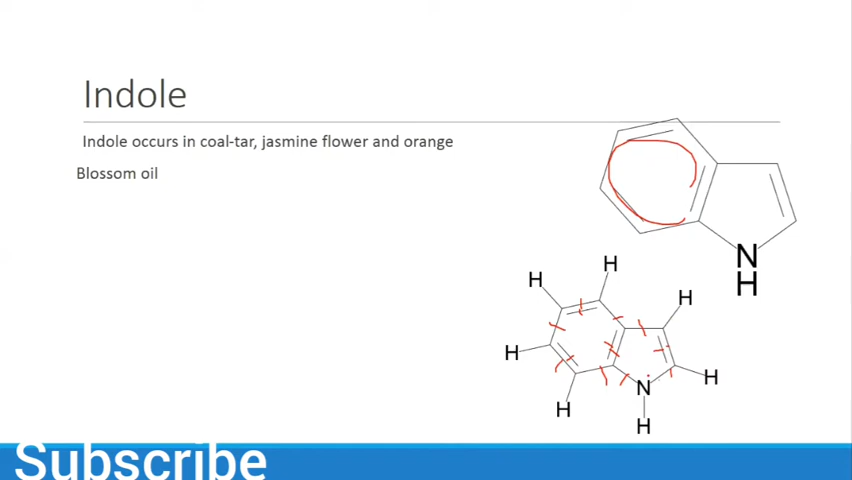 Indole
Indole occurs in coal-tar, jasmine flower and orange
Blossom oil
N
H
H
H
H
H
H
H
N
H
Subscribe